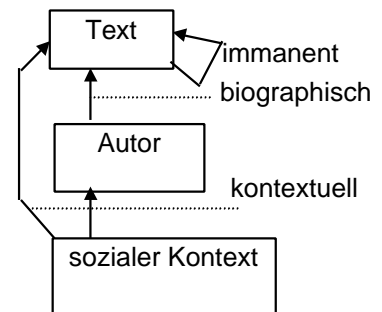 Text
immanent
biographisch
Autor
kontextuell
sozialer Kontext